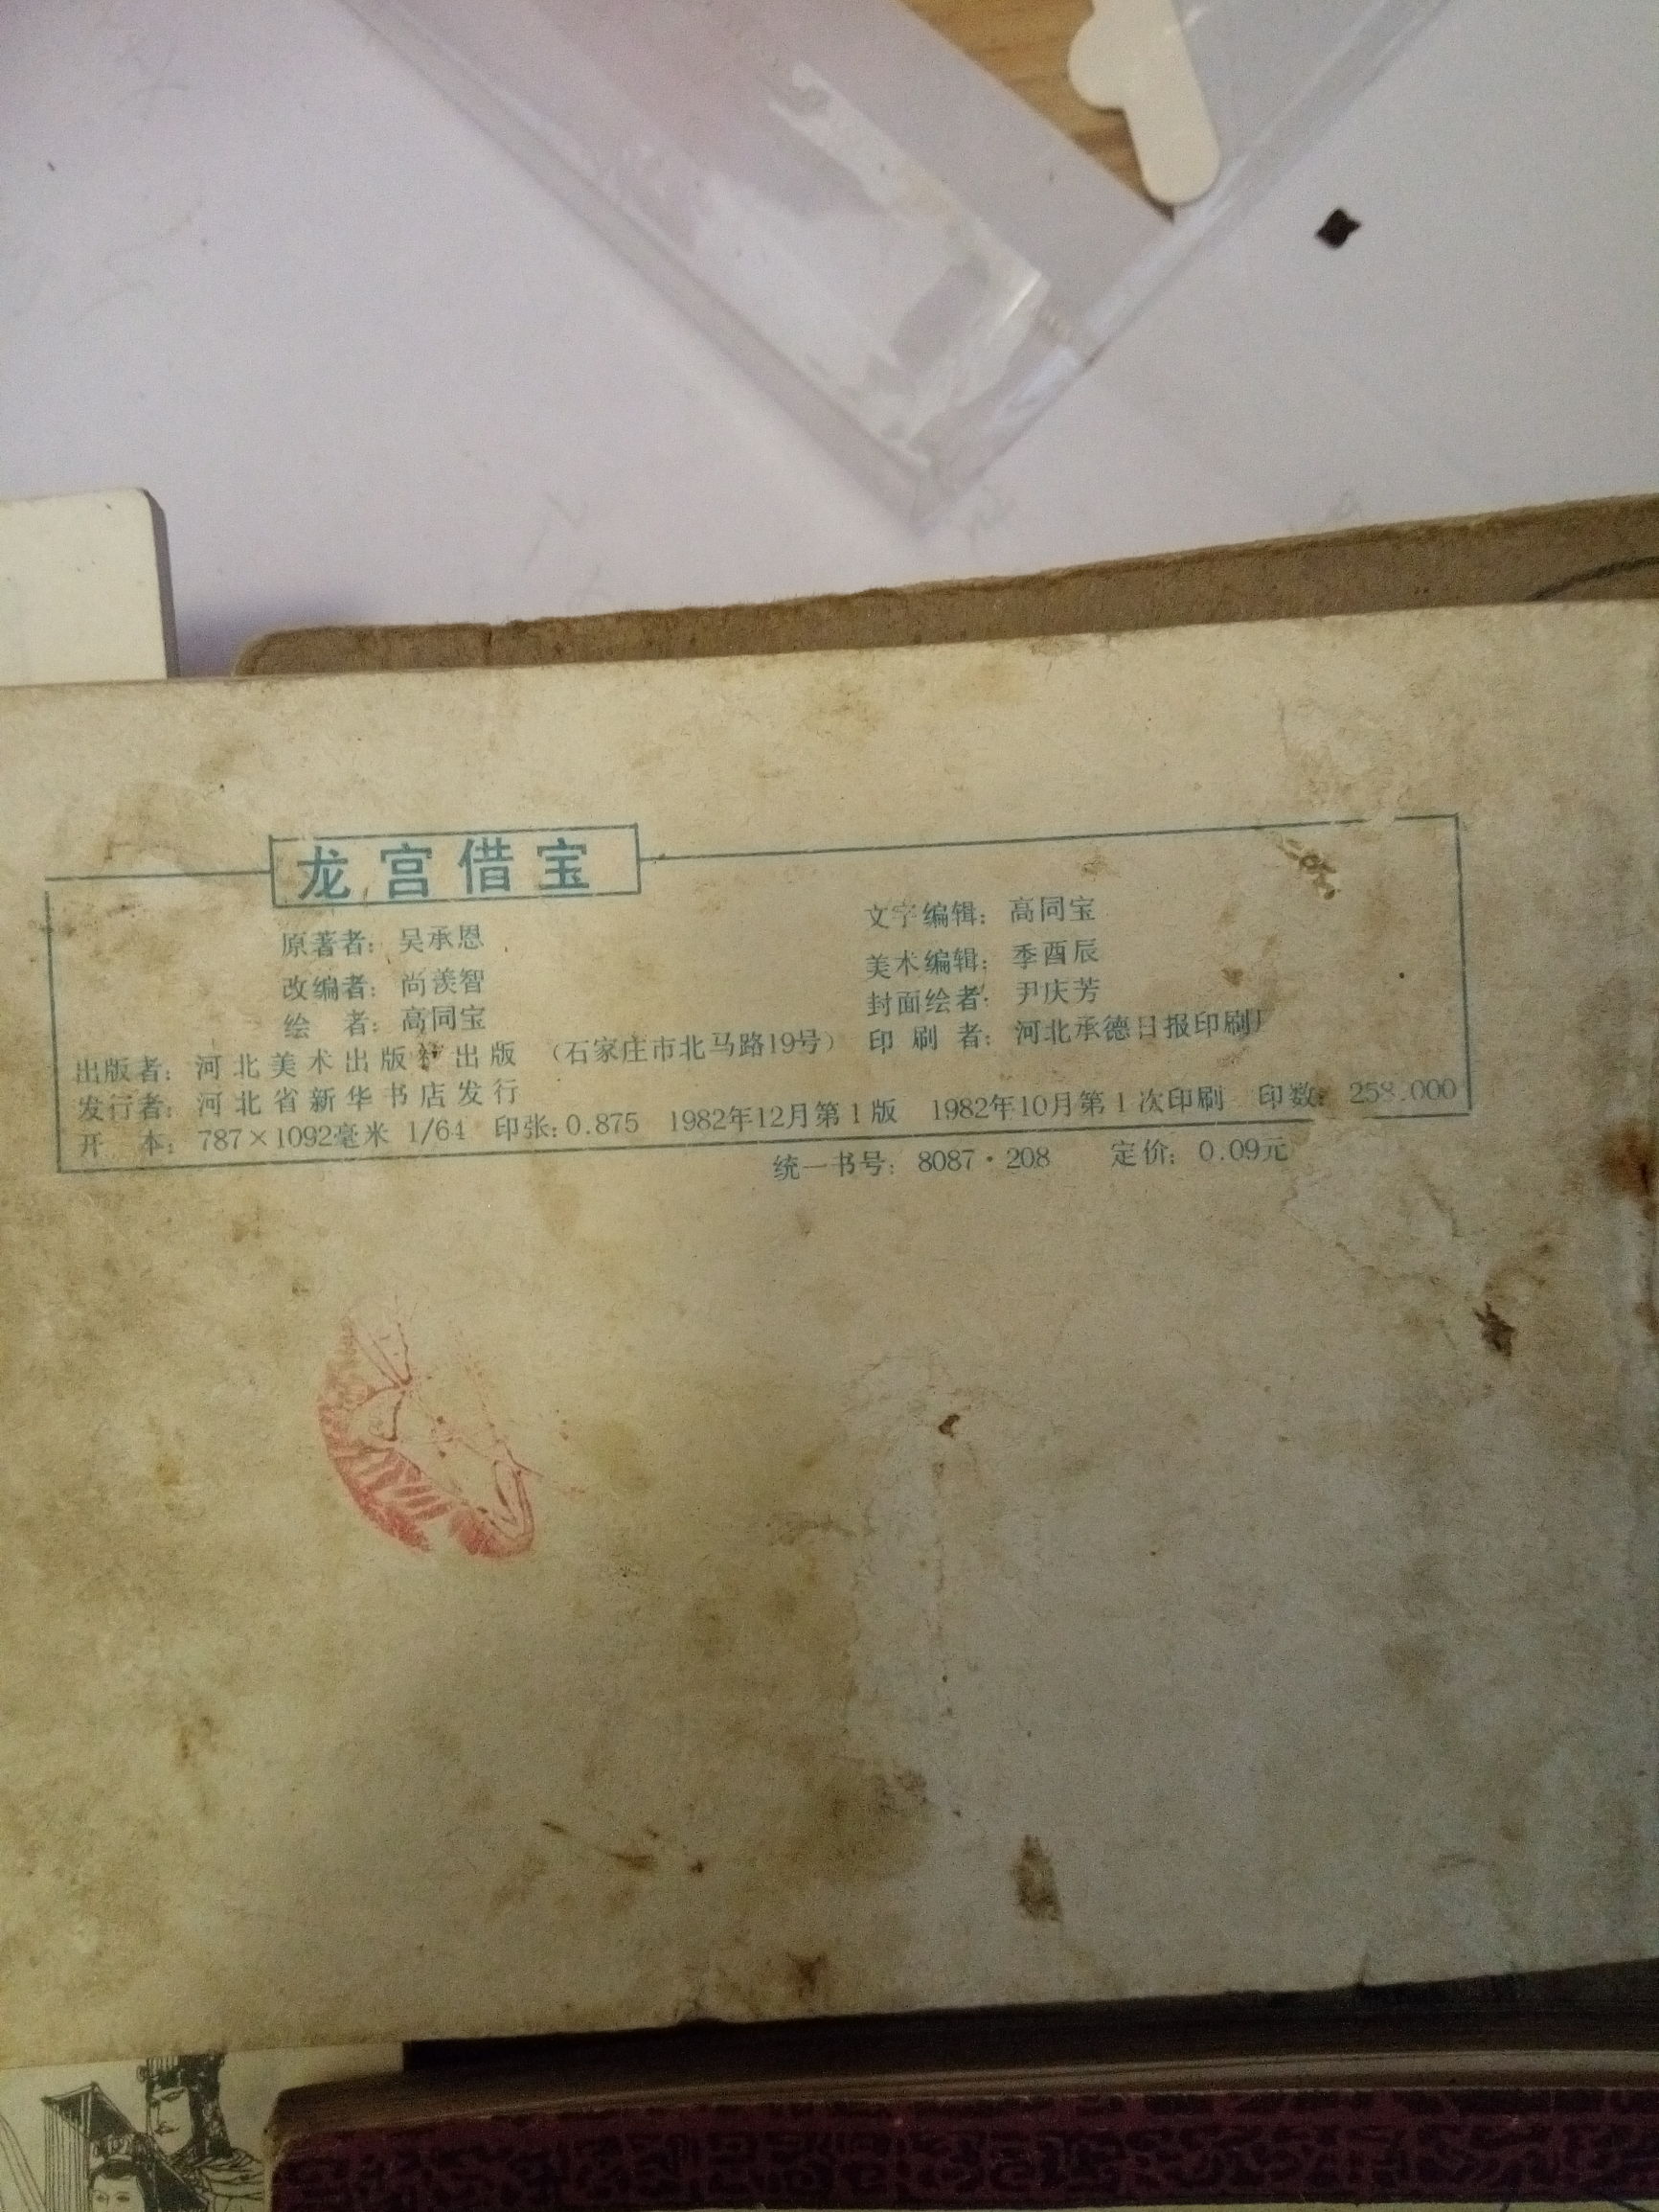 龙宫借宝
原著者：吴承恩
改编者：尚羡智
绘　者：高同宝
文字编辑：高同宝
美术编辑：季酉辰
封面绘者：尹庆芳
印刷者：河北承德日报印刷厂
出版者：河北美术出版社出版（石家庄市北马路19号）
发行者：河北省新华书店发行
开　本：787×1092毫米 1/64 印张：0.875 1982年12月第1版 1982年10月第1次印刷 印数：258,000
统一书号：8087·208 定价：0.09元